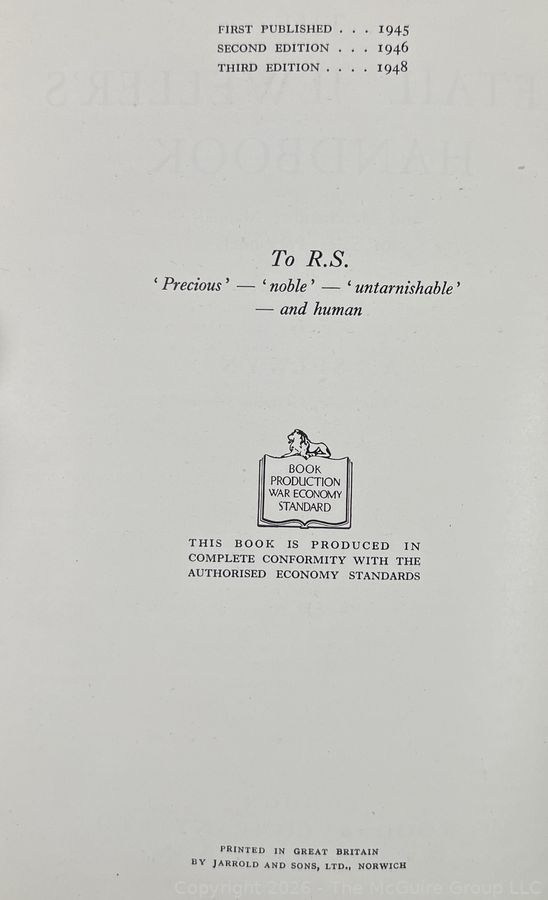 FIRST PUBLISHED . . . 1945
SECOND EDITION . . . 1946
THIRD EDITION . . . . 1948
To R.S.
‘Precious’ — ‘noble’ — ‘untarnishable’
— and human
BOOK
PRODUCTION
WAR ECONOMY
STANDARD
THIS BOOK IS PRODUCED IN
COMPLETE CONFORMITY WITH THE
AUTHORISED ECONOMY STANDARDS
PRINTED IN GREAT BRITAIN
BY JARROLD AND SONS, LTD., NORWICH
Copyright 2026 - The McGuire Group LLC